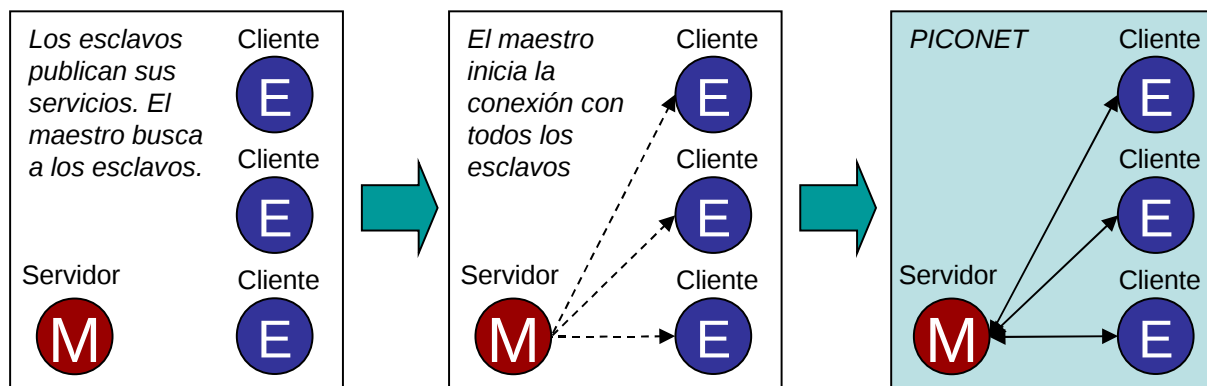 Los esclavos
publican sus
servicios. El
maestro busca
a los esclavos.
Cliente
E
Cliente
E
Servidor
M
Cliente
E
El maestro
inicia la
conexión con
todos los
esclavos
Cliente
E
Cliente
E
Servidor
M
Cliente
E
PICONET
Cliente
E
Cliente
E
Servidor
M
Cliente
E